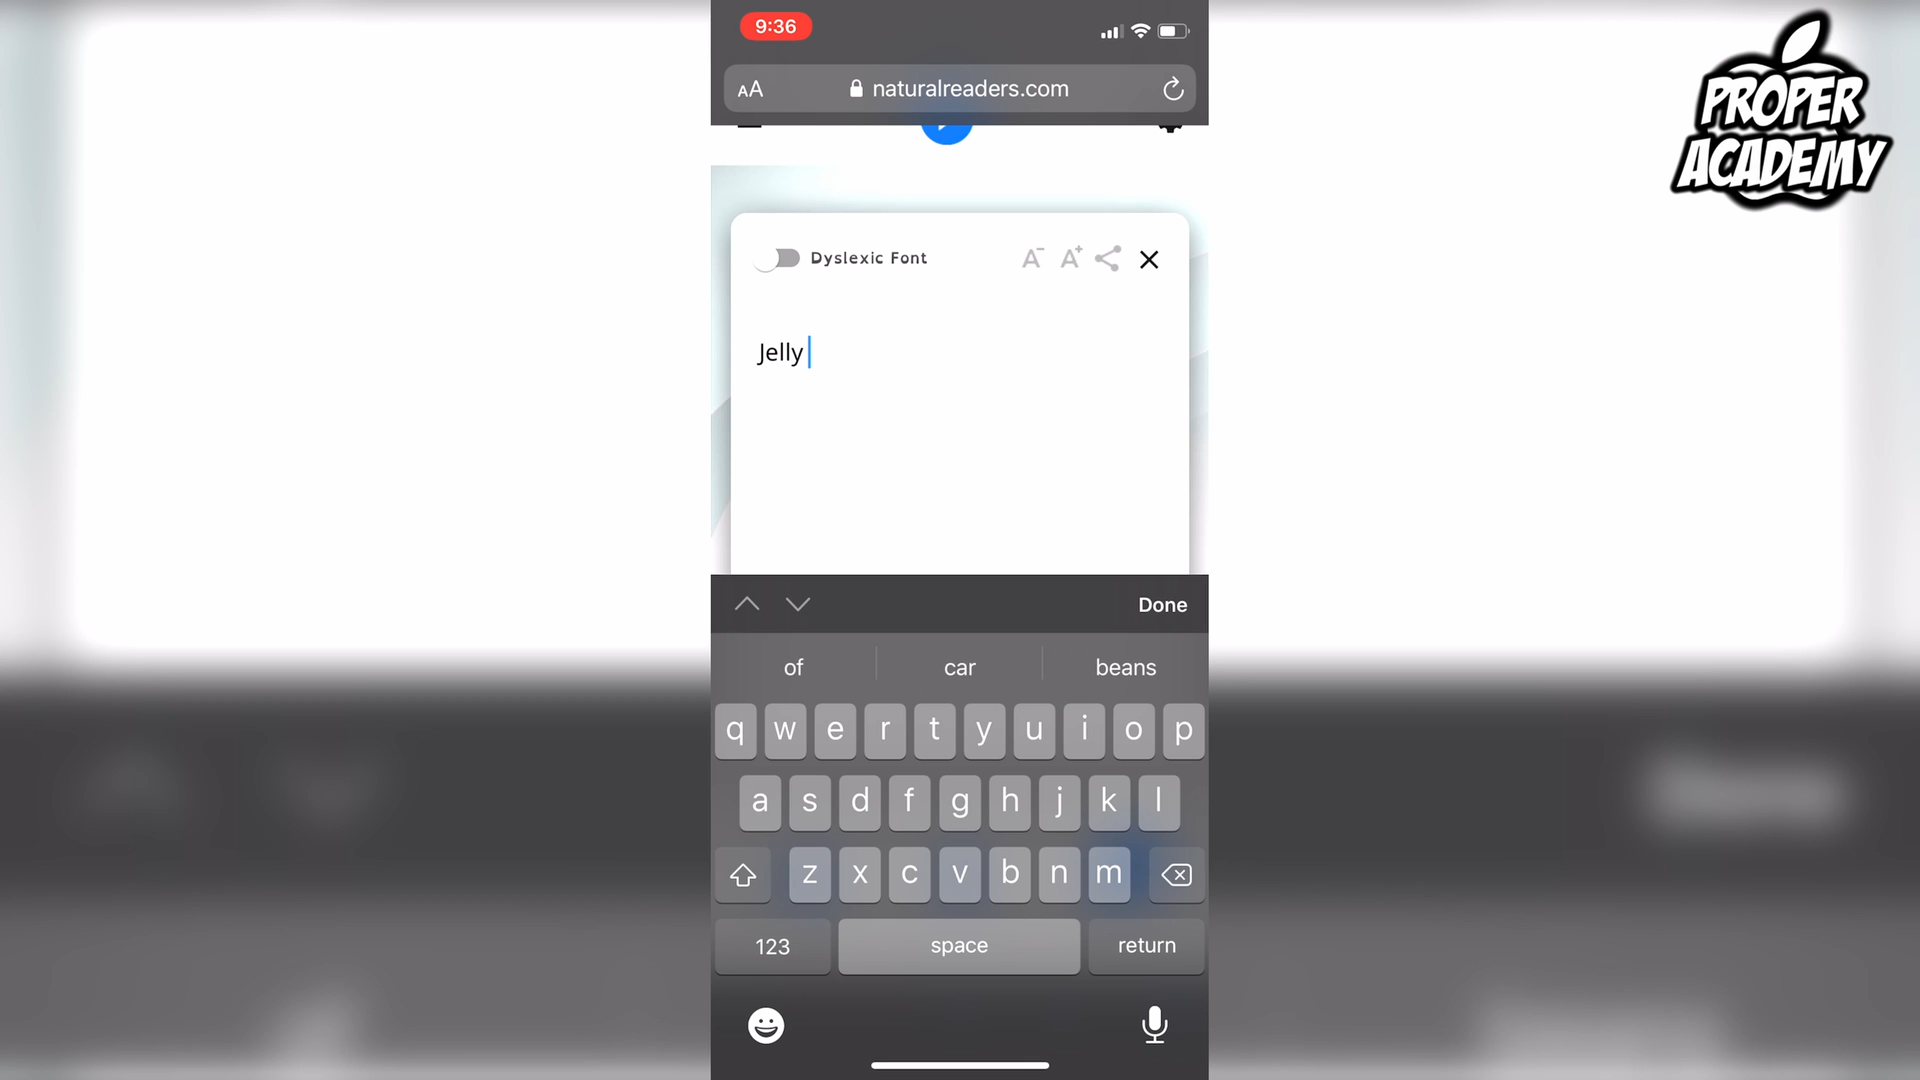 9:36
AA naturalreaders.com
PROPER
ACADEMY
Dyslexic Font A- A+
Jelly
Done
of car beans
q w e r t y u i o p
a s d f g h j k l
z x c v b n m
123 space return